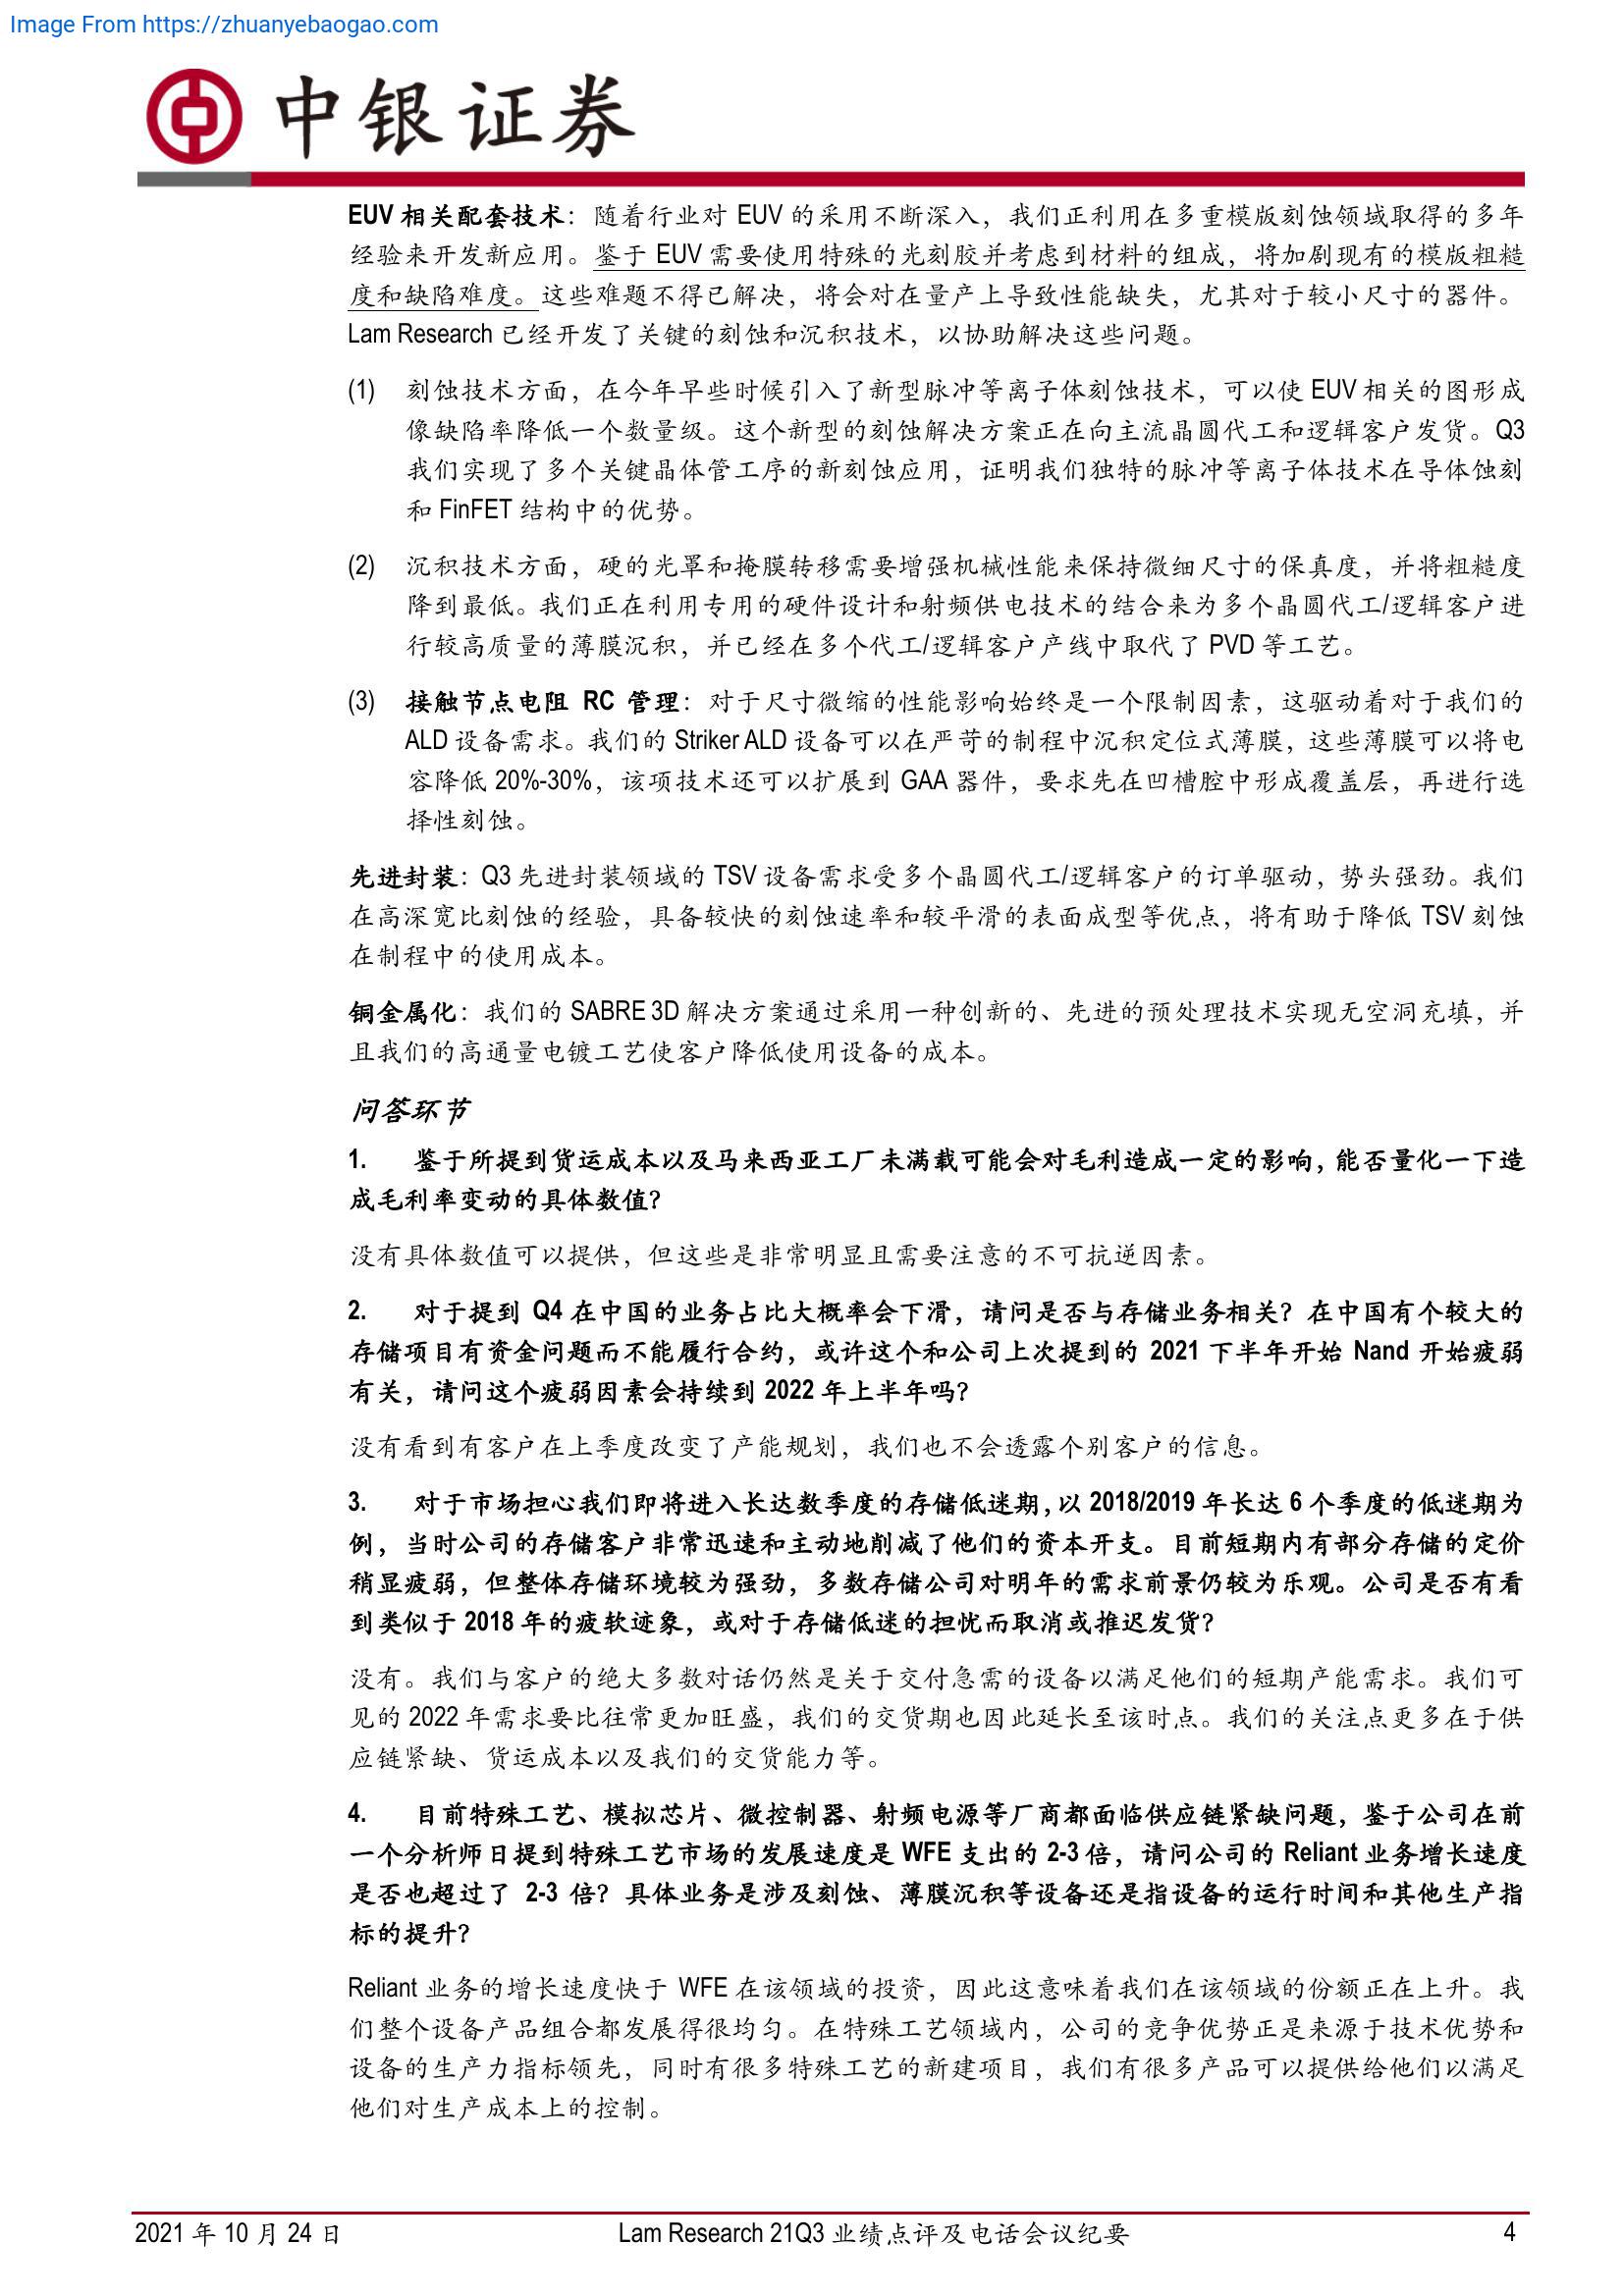 Image From https://zhuanyebaogao.com
中银证券
EUV 相关配套技术：随着行业对 EUV 的采用不断深入，我们正利用在多重模版刻蚀领域取得的多年
经验来开发新应用。鉴于 EUV 需要使用特殊的光刻胶并考虑到材料的组成，将加剧现有的模版粗糙
度和缺陷难度。这些难题不得已解决，将会对在量产上导致性能缺失，尤其对于较小尺寸的器件。
Lam Research 已经开发了关键的刻蚀和沉积技术，以协助解决这些问题。
(1) 刻蚀技术方面，在今年早些时候引入了新型脉冲等离子体刻蚀技术，可以使 EUV 相关的图形成
像缺陷率降低一个数量级。这个新型的刻蚀解决方案正在向主流晶圆代工和逻辑客户发货。Q3
我们实现了多个关键晶体管工序的新刻蚀应用，证明我们独特的脉冲等离子体技术在导体蚀刻
和 FinFET 结构中的优势。
(2) 沉积技术方面，硬的光罩和掩膜转移需要增强机械性能来保持微细尺寸的保真度，并将粗糙度
降到最低。我们正在利用专用的硬件设计和射频供电技术的结合来为多个晶圆代工/逻辑客户进
行较高质量的薄膜沉积，并已经在多个代工/逻辑客户产线中取代了 PVD 等工艺。
(3) 接触节点电阻 RC 管理：对于尺寸微缩的性能影响始终是一个限制因素，这驱动着对于我们的
ALD 设备需求。我们的 Striker ALD 设备可以在严苛的制程中沉积定位式薄膜，这些薄膜可以将电
容降低 20%-30%，该项技术还可以扩展到 GAA 器件，要求先在凹槽腔中形成覆盖层，再进行选
择性刻蚀。
先进封装：Q3 先进封装领域的 TSV 设备需求受多个晶圆代工/逻辑客户的订单驱动，势头强劲。我们
在高深宽比刻蚀的经验，具备较快的刻蚀速率和较平滑的表面成型等优点，将有助于降低 TSV 刻蚀
在制程中的使用成本。
铜金属化：我们的 SABRE 3D 解决方案通过采用一种创新的、先进的预处理技术实现无空洞充填，并
且我们的高通量电镀工艺使客户降低使用设备的成本。
问答环节
1. 鉴于所提到货运成本以及马来西亚工厂未满载可能会对毛利造成一定的影响，能否量化一下造
成毛利率变动的具体数值？
没有具体数值可以提供，但这些是非常明显且需要注意的不可抗逆因素。
2. 对于提到 Q4 在中国的业务占比大概率会下滑，请问是否与存储业务相关？在中国有个较大的
存储项目有资金问题而不能履行合约，或许这个和公司上次提到的 2021 下半年开始 Nand 开始疲弱
有关，请问这个疲弱因素会持续到 2022 年上半年吗？
没有看到有客户在上季度改变了产能规划，我们也不会透露个别客户的信息。
3. 对于市场担心我们即将进入长达数季度的存储低迷期，以 2018/2019 年长达 6 个季度的低迷期为
例，当时公司的存储客户非常迅速和主动地削减了他们的资本开支。目前短期内有部分存储的定价
稍显疲弱，但整体存储环境较为强劲，多数存储公司对明年的需求前景仍较为乐观。公司是否有看
到类似于 2018 年的疲软迹象，或对于存储低迷的担忧而取消或推迟发货？
没有。我们与客户的绝大多数对话仍然是关于交付急需的设备以满足他们的短期产能需求。我们可
见的 2022 年需求要比往常更加旺盛，我们的交货期也因此延长至该时点。我们的关注点更多在于供
应链紧缺、货运成本以及我们的交货能力等。
4. 目前特殊工艺、模拟芯片、微控制器、射频电源等厂商都面临供应链紧缺问题，鉴于公司在前
一个分析师日提到特殊工艺市场的发展速度是 WFE 支出的 2-3 倍，请问公司的 Reliant 业务增长速度
是否也超过了 2-3 倍？具体业务是涉及刻蚀、薄膜沉积等设备还是指设备的运行时间和其他生产指
标的提升？
Reliant 业务的增长速度快于 WFE 在该领域的投资，因此这意味着我们在该领域的份额正在上升。我
们整个设备产品组合都发展得很均匀。在特殊工艺领域内，公司的竞争优势正是来源于技术优势和
设备的生产力指标领先，同时有很多特殊工艺的新建项目，我们有很多产品可以提供给他们以满足
他们对生产成本上的控制。
2021 年 10 月 24 日
Lam Research 21Q3 业绩点评及电话会议纪要
4